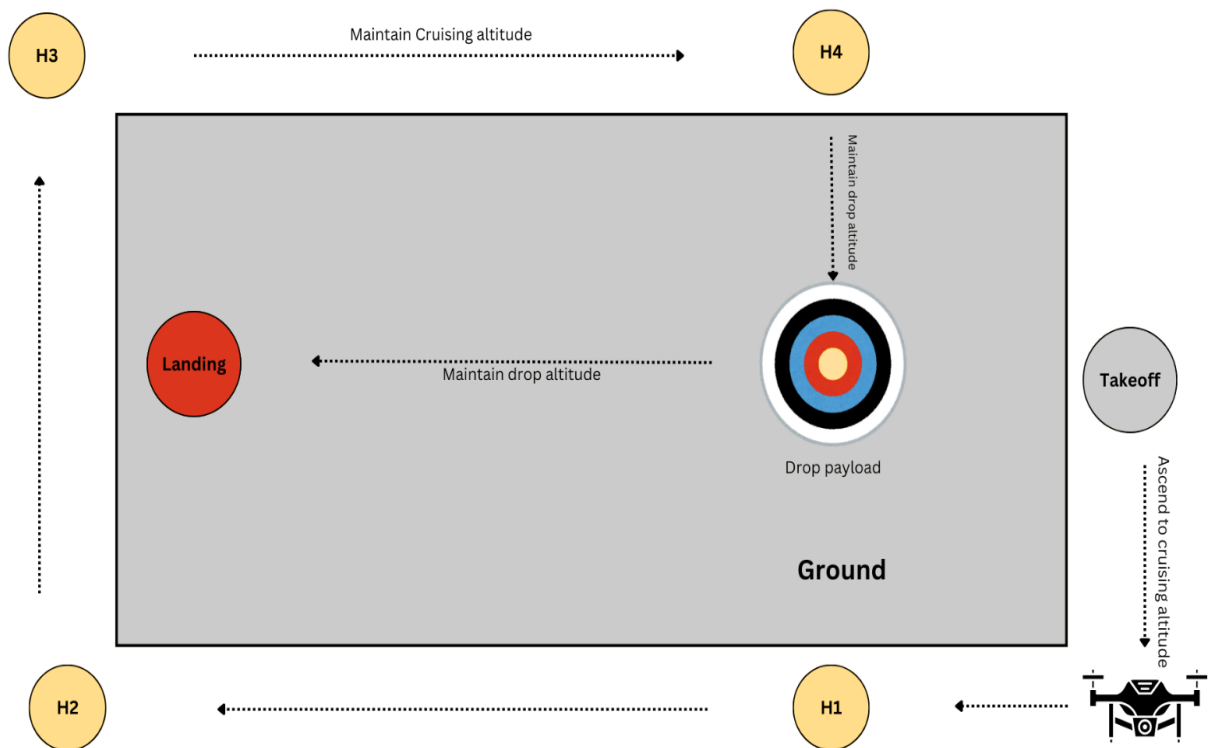 H3
Maintain Cruising altitude
H4
Maintain drop altitude
Landing
Maintain drop altitude
Takeoff
Drop payload
Ascend to cruising altitude
Ground
H2
H1